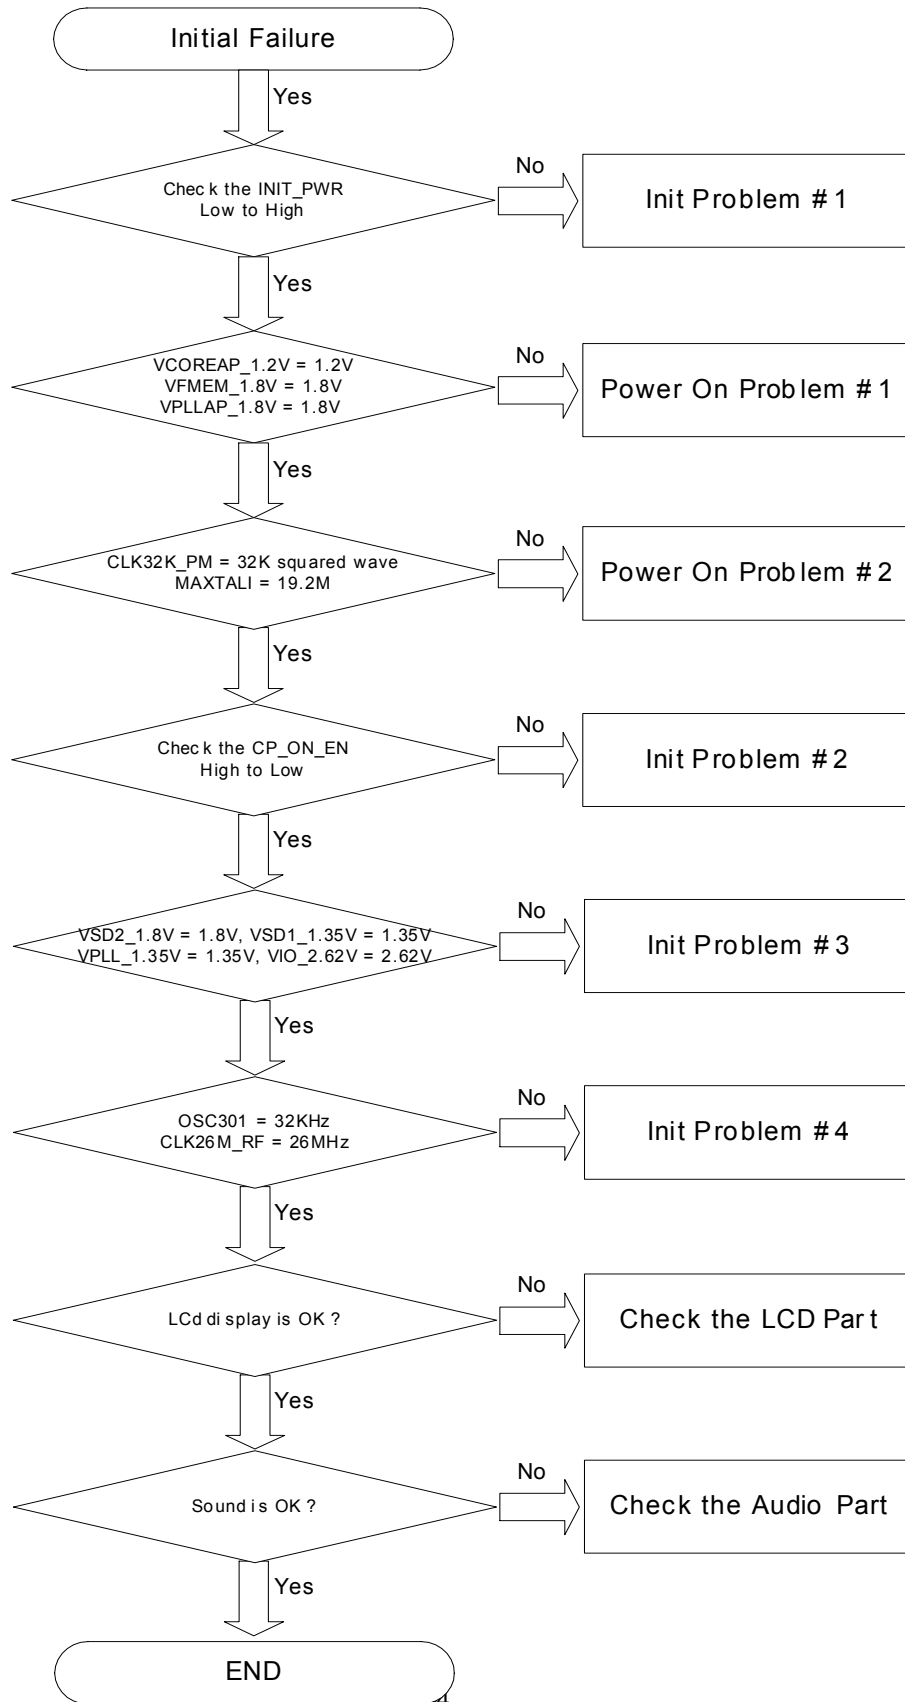 Initial Failure
Yes
Check the INIT_PWR
Low to High
No
Init Problem #1
Yes
VCOREAP_1.2V = 1.2V
VFMEM_1.8V = 1.8V
VPLLAP_1.8V = 1.8V
No
Power On Problem #1
Yes
CLK32K_PM = 32K squared wave
MAXTALI = 19.2M
No
Power On Problem #2
Yes
Check the CP_ON_EN
High to Low
No
Init Problem #2
Yes
VSD2_1.8V = 1.8V, VSD1_1.35V = 1.35V
VPLL_1.35V = 1.35V, VIO_2.62V = 2.62V
No
Init Problem #3
Yes
OSC301 = 32KHz
CLK26M_RF = 26MHz
No
Init Problem #4
Yes
LCd display is OK ?
No
Check the LCD Part
Yes
Sound is OK ?
No
Check the Audio Part
Yes
END